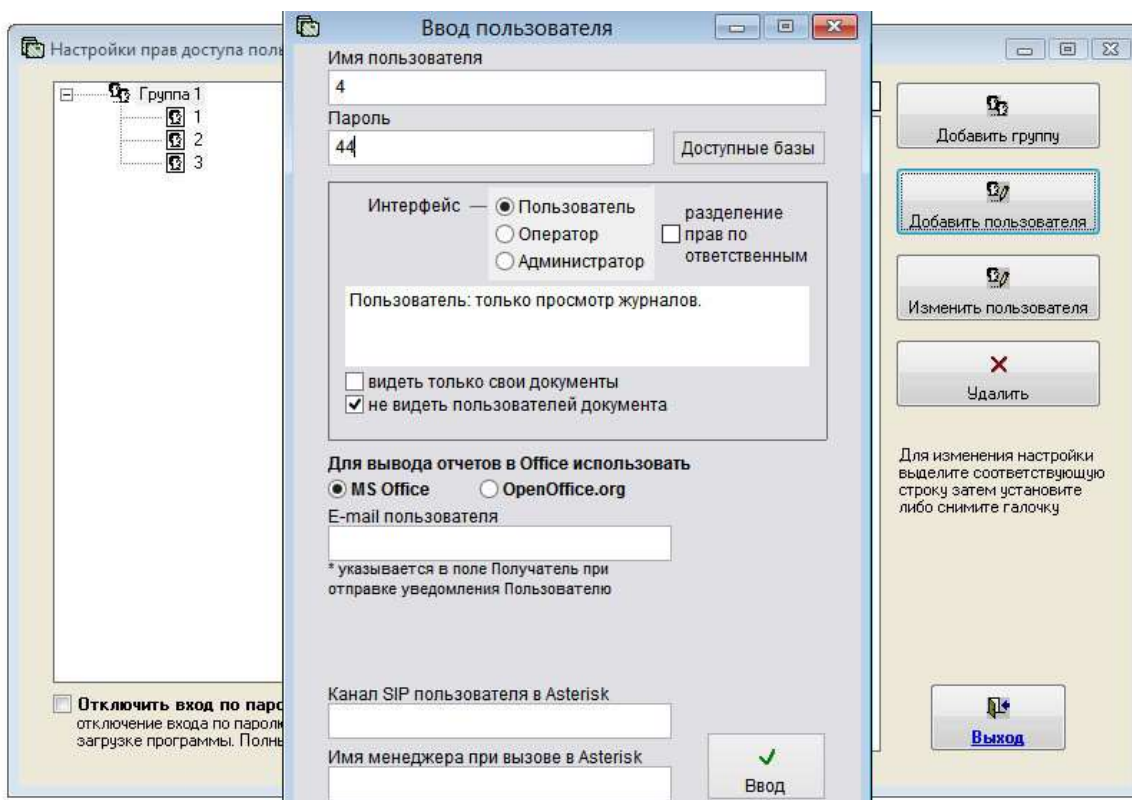 Ввод пользователя
Настройки прав доступа поль
Группа 1
1
2
3
Имя пользователя
4
Пароль
44
Доступные базы
Интерфейс
Пользователь
Оператор
Администратор
разделение
прав по
ответственным
Пользователь: только просмотр журналов.
видеть только свои документы
не видеть пользователей документа
Для вывода отчетов в Office использовать
MS Office
OpenOffice.org
E-mail пользователя
* указывается в поле Получатель при
отправке уведомления Пользователю
Канал SIP пользователя в Asterisk
Имя менеджера при вызове в Asterisk
Ввод
Добавить группу
Добавить пользователя
Изменить пользователя
Удалить
Для изменения настройки
выделите соответствующую
строку затем установите
либо снимите галочку
Отключить вход по паро
отключение входа по паролю
загрузке программы. Полны
Выход